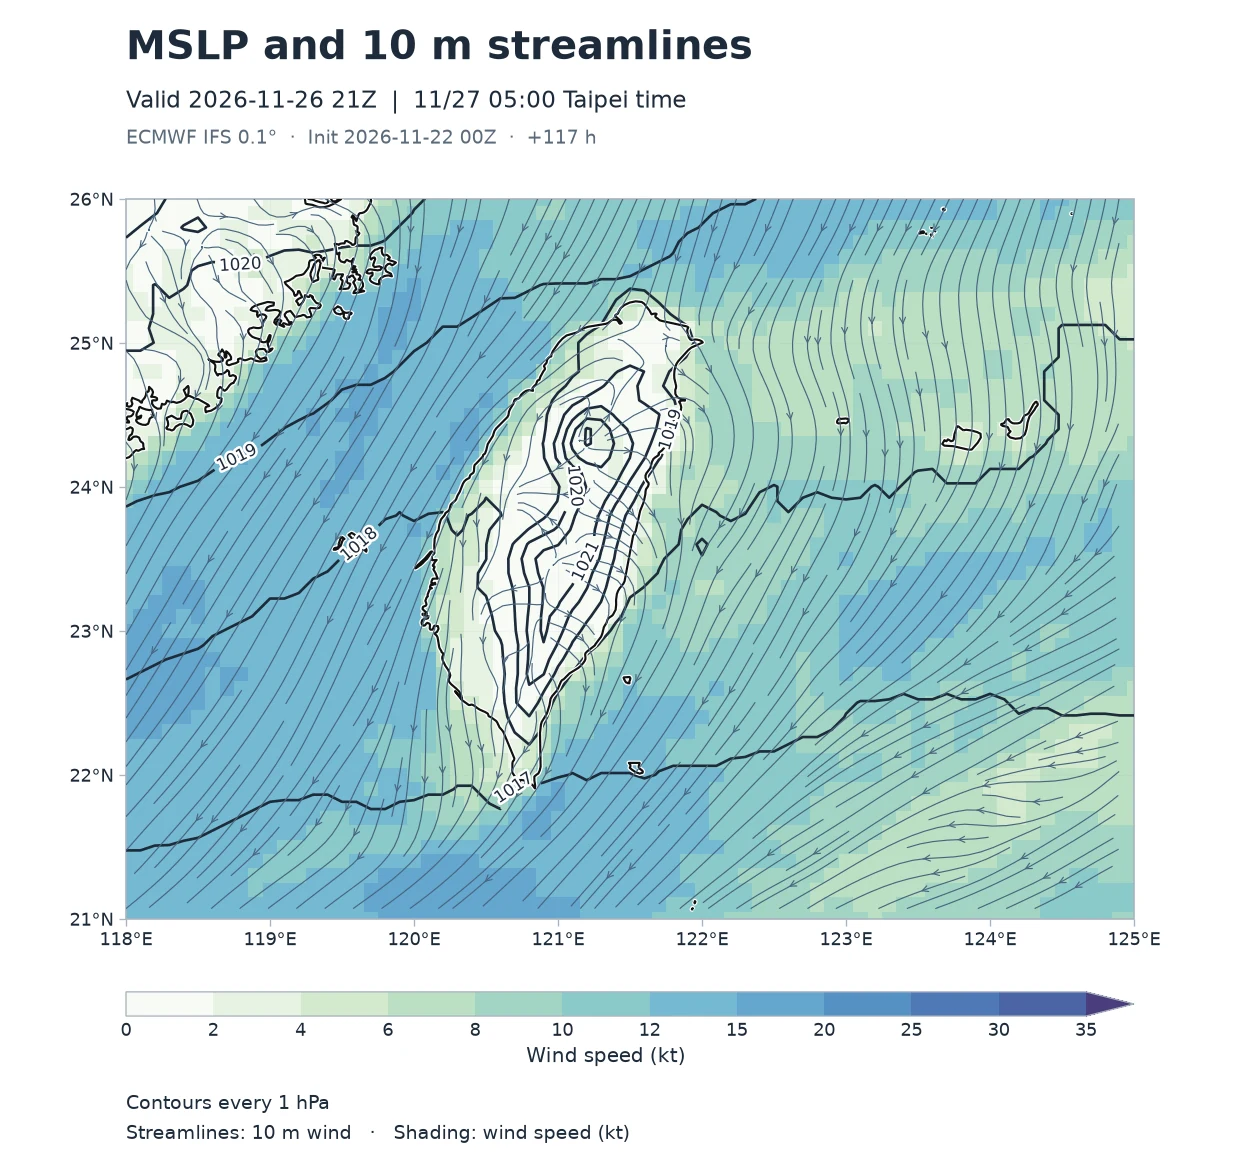 MSLP and 10 m streamlines
Valid 2026-11-26 21Z | 11/27 05:00 Taipei time
ECMWF IFS 0.1° · Init 2026-11-22 00Z · +117 h
26°N
25°N
24°N
23°N
22°N
21°N
1020
1019
1018
1019
1020
1021
1017
118°E 119°E 120°E 121°E 122°E 123°E 124°E 125°E
0 2 4 6 8 10 12 15 20 25 30 35
Wind speed (kt)
Contours every 1 hPa
Streamlines: 10 m wind · Shading: wind speed (kt)